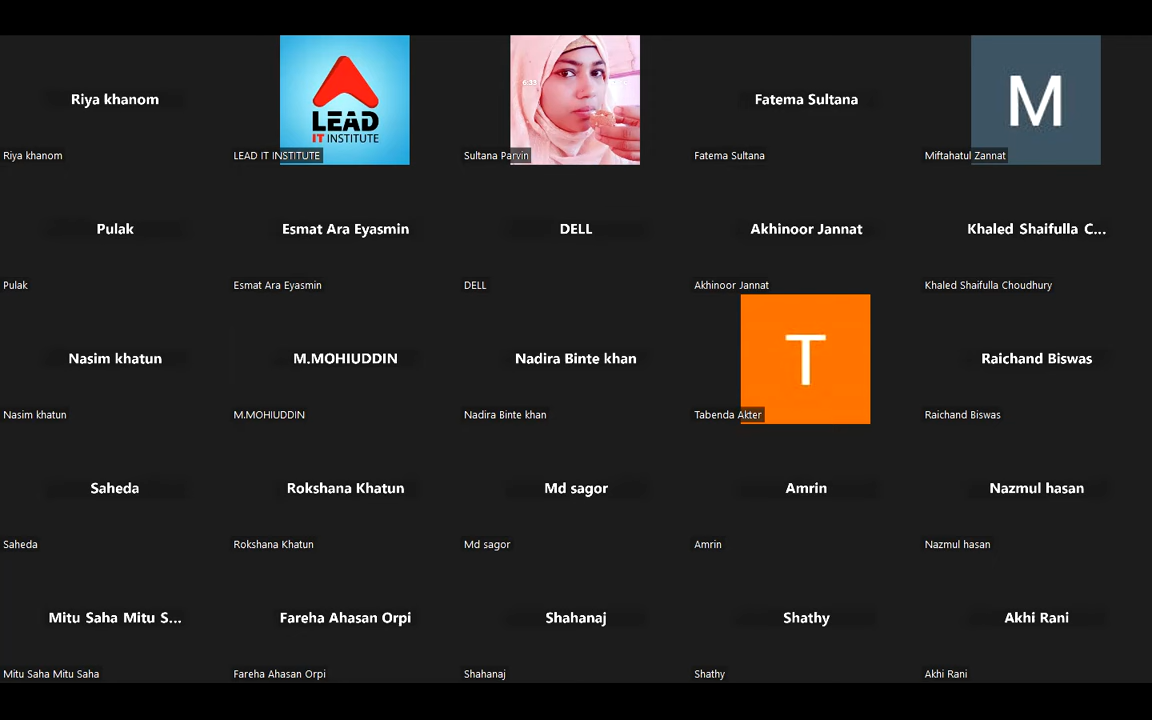 Riya khanom
Riya khanom
LEAD
IT INSTITUTE
LEAD IT INSTITUTE
6:33
Sultana Parvin
Fatema Sultana
Fatema Sultana
M
Miftahatul Zannat
Pulak
Pulak
Esmat Ara Eyasmin
Esmat Ara Eyasmin
DELL
DELL
Akhinoor Jannat
Akhinoor Jannat
Khaled Shaifulla C...
Khaled Shaifulla Choudhury
Nasim khatun
Nasim khatun
M.MOHIUDDIN
M.MOHIUDDIN
Nadira Binte khan
Nadira Binte khan
T
Tabenda Akter
Raichand Biswas
Raichand Biswas
Saheda
Saheda
Rokshana Khatun
Rokshana Khatun
Md sagor
Md sagor
Amrin
Amrin
Nazmul hasan
Nazmul hasan
Mitu Saha Mitu S...
Mitu Saha Mitu Saha
Fareha Ahasan Orpi
Fareha Ahasan Orpi
Shahanaj
Shahanaj
Shathy
Shathy
Akhi Rani
Akhi Rani